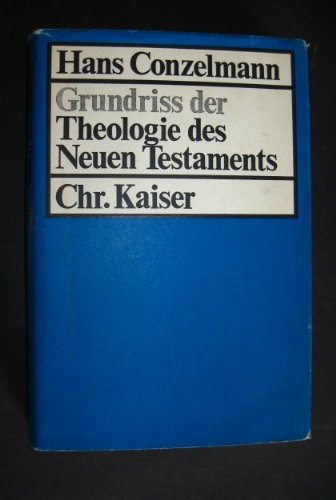 Hans Conzelmann
Grundriss der
Theologie des
Neuen Testaments
Chr. Kaiser